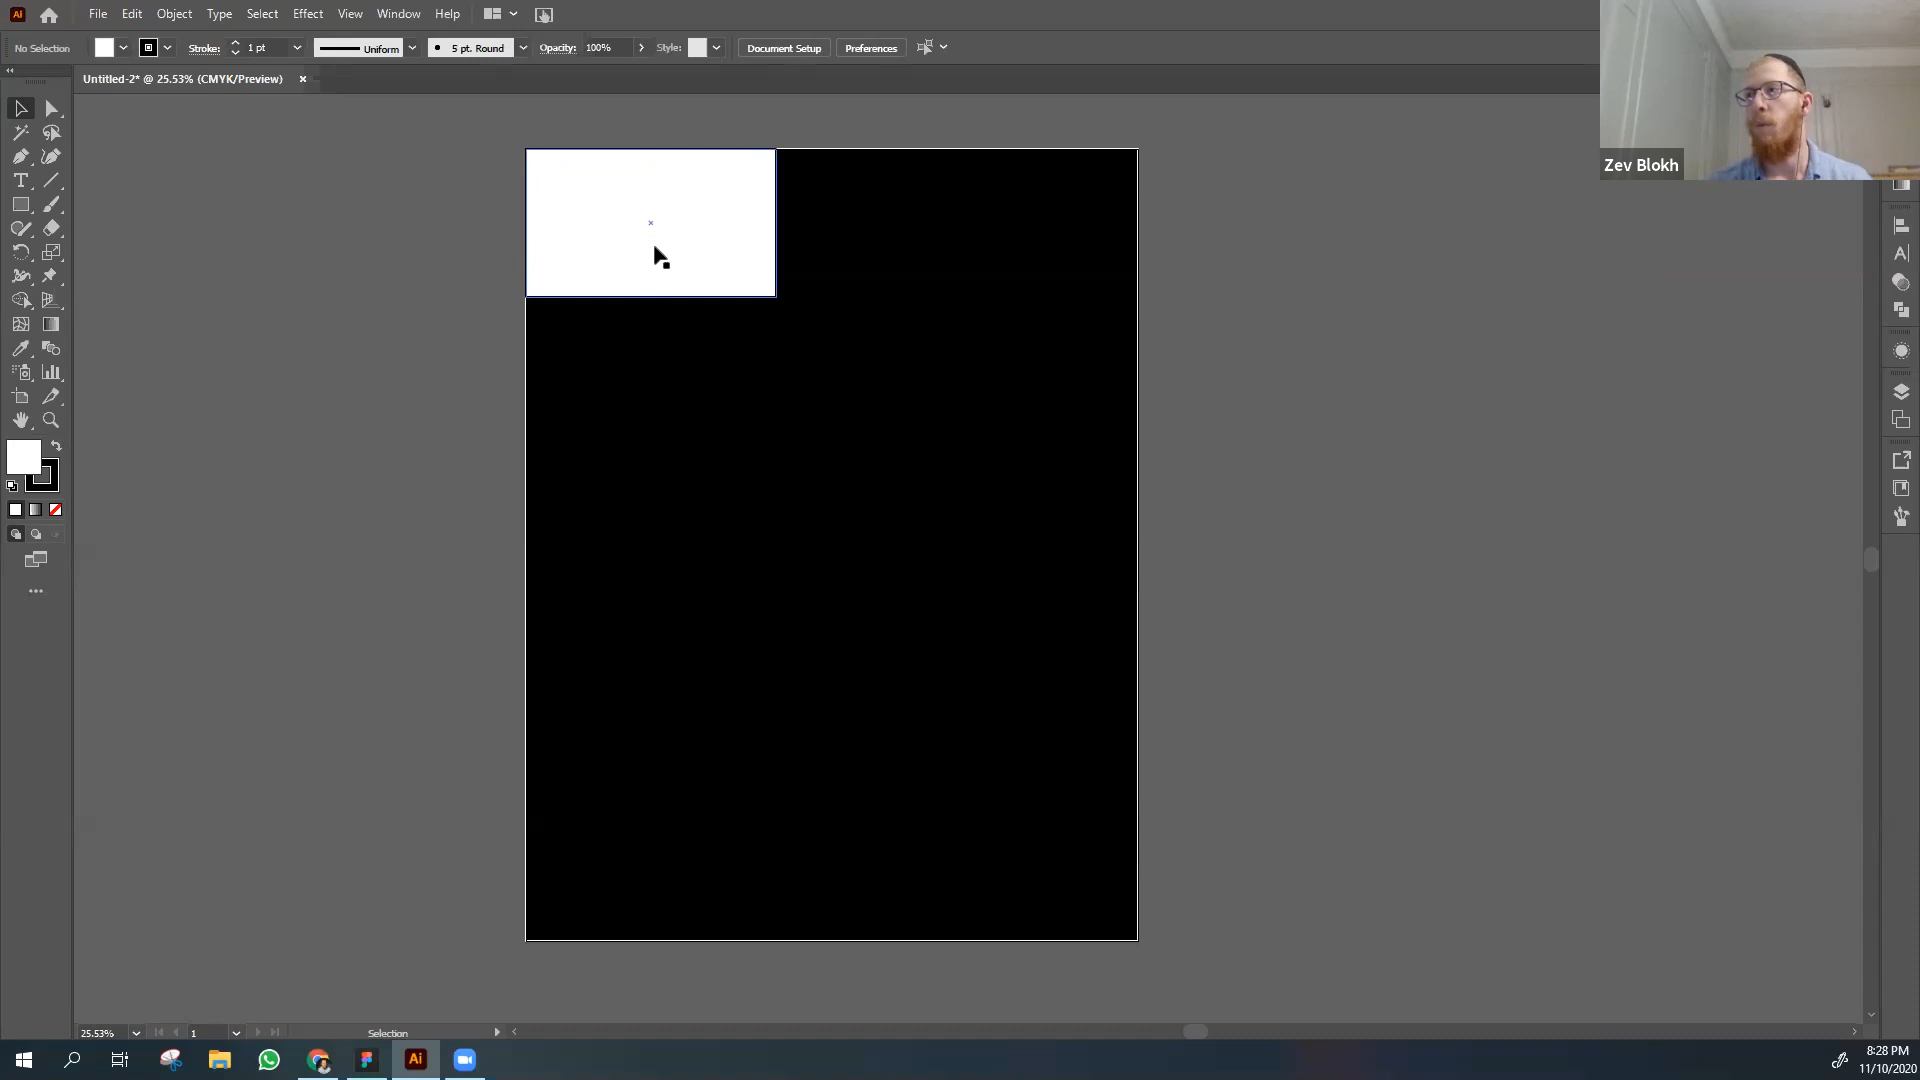 Ai File Edit Object Type Select Effect View Window Help
No Selection Stroke: 1 pt Uniform 5 pt. Round Opacity: 100% Style: Document Setup Preferences
Untitled-2* @ 25.53% (CMYK/Preview) ×
Zev Blokh
25.53% 1 Selection
Ai
8:28 PM
11/10/2020